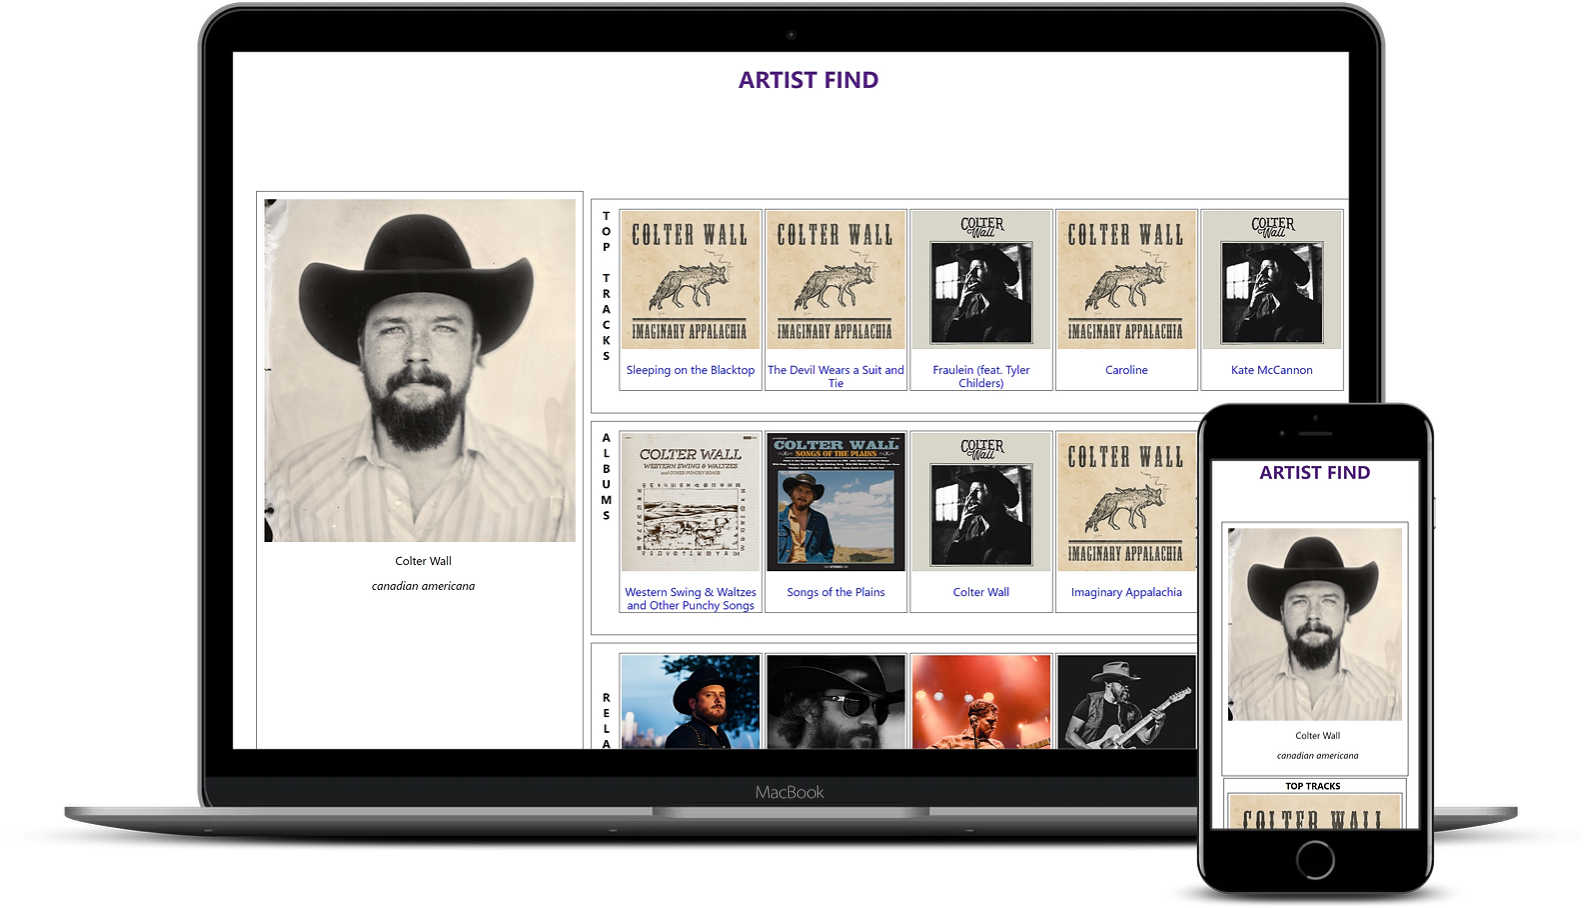 ARTIST FIND
Colter Wall
canadian americana
TOP TRACKS
COLTER WALL
IMAGINARY APPALACHIA
Sleeping on the Blacktop
COLTER WALL
IMAGINARY APPALACHIA
The Devil Wears a Suit and
Tie
COLTER
Wall
Fraulein (feat. Tyler
Childers)
COLTER WALL
IMAGINARY APPALACHIA
Caroline
COLTER
Wall
Kate McCannon
ALBUMS
COLTER WALL
WESTERN SWING & WALTZES
and OTHER PUNCHY SONGS
Western Swing & Waltzes
and Other Punchy Songs
COLTER WALL
SONGS OF THE PLAINS
Songs of the Plains
COLTER
Wall
Colter Wall
COLTER WALL
IMAGINARY APPALACHIA
Imaginary Appalachia
RELA
MacBook
ARTIST FIND
Colter Wall
canadian americana
TOP TRACKS
COLTER WALL